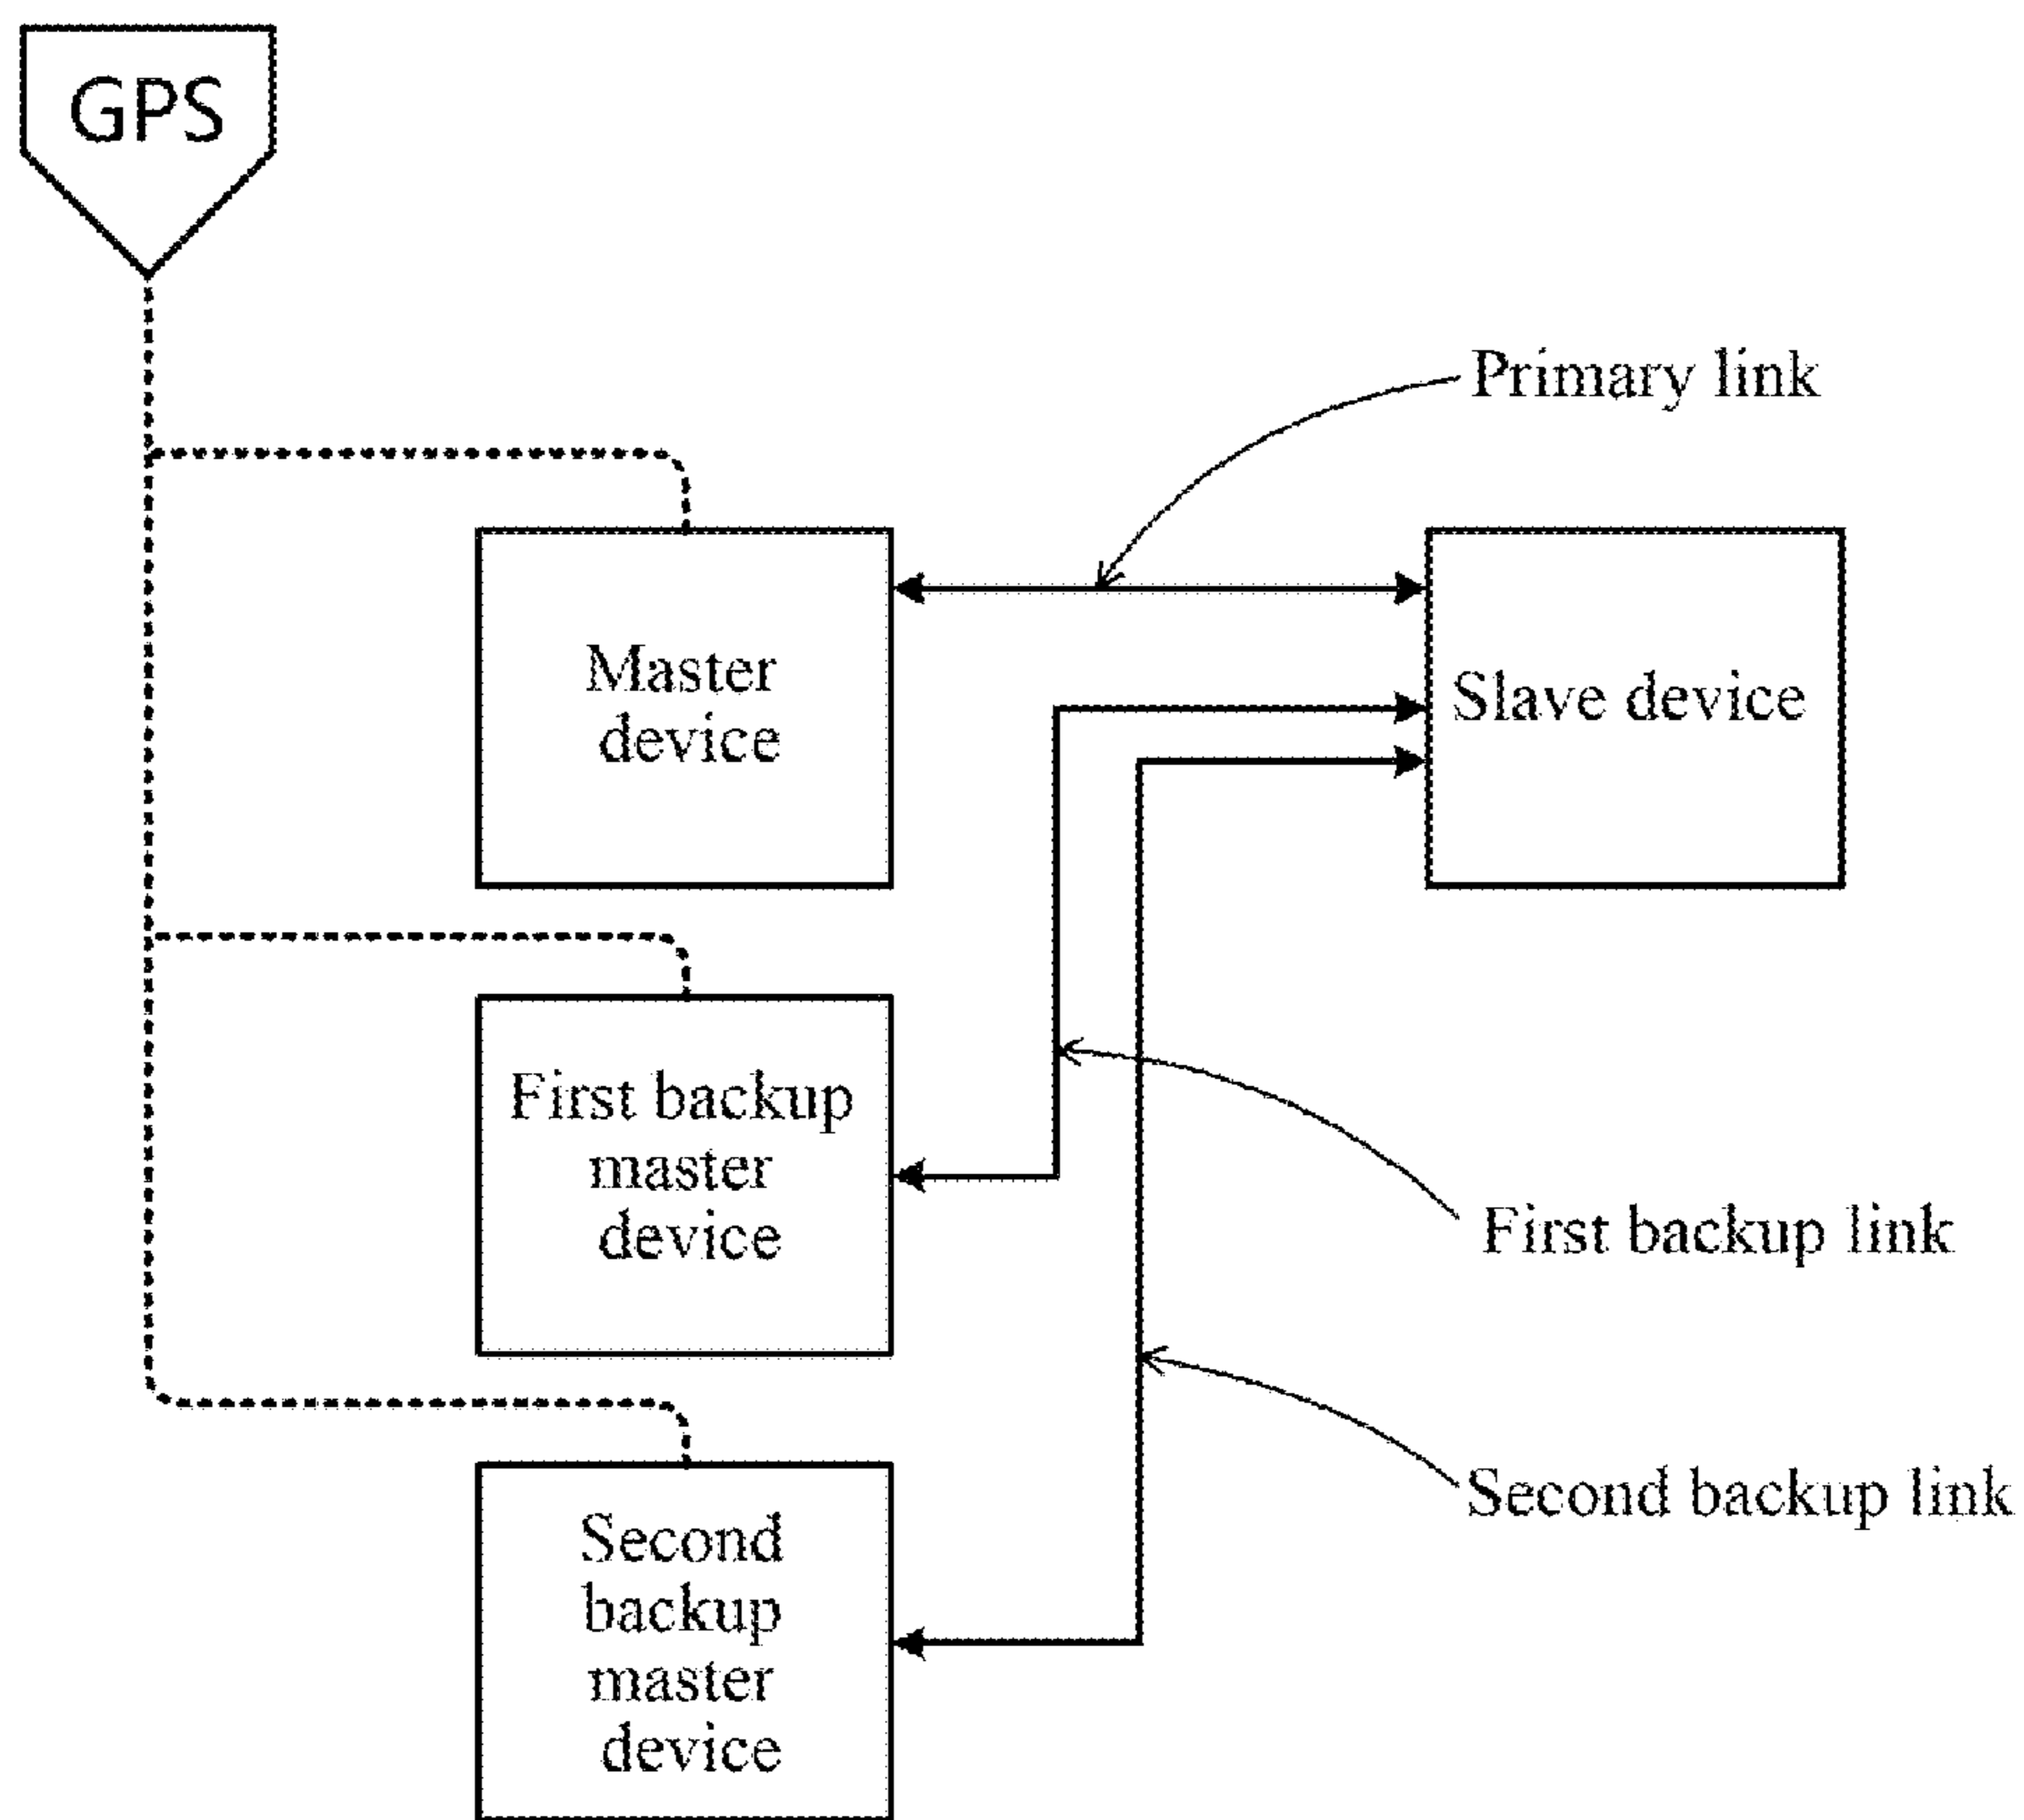 GPS
Primary link
Master
device
Slave device
First backup
master
device
First backup link
Second backup link
Second
backup
master
device